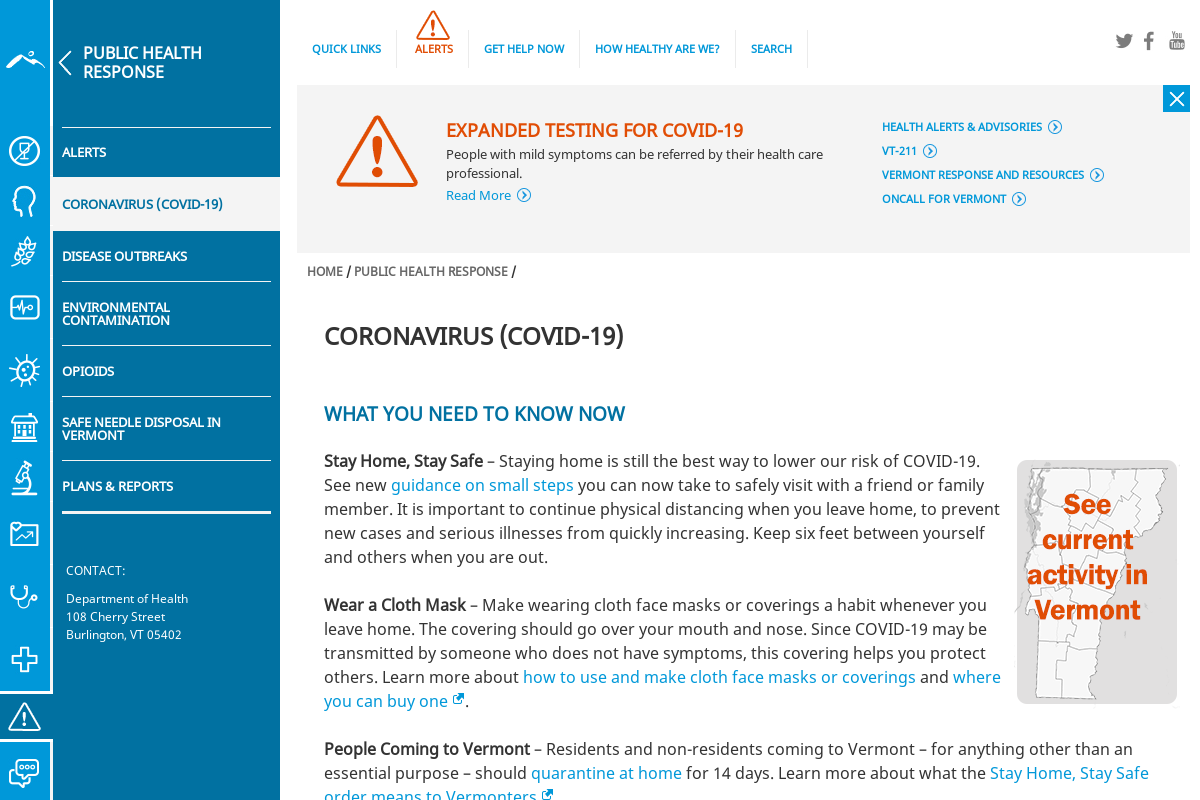 PUBLIC HEALTH
RESPONSE
ALERTS
CORONAVIRUS (COVID-19)
DISEASE OUTBREAKS
ENVIRONMENTAL
CONTAMINATION
OPIOIDS
SAFE NEEDLE DISPOSAL IN
VERMONT
PLANS & REPORTS
CONTACT:
Department of Health
108 Cherry Street
Burlington, VT 05402
QUICK LINKS
ALERTS
GET HELP NOW
HOW HEALTHY ARE WE?
SEARCH
You
Tube
EXPANDED TESTING FOR COVID-19
People with mild symptoms can be referred by their health care
professional.
Read More
HEALTH ALERTS & ADVISORIES
VT-211
VERMONT RESPONSE AND RESOURCES
ONCALL FOR VERMONT
HOME / PUBLIC HEALTH RESPONSE /
CORONAVIRUS (COVID-19)
WHAT YOU NEED TO KNOW NOW
Stay Home, Stay Safe – Staying home is still the best way to lower our risk of COVID-19.
See new guidance on small steps you can now take to safely visit with a friend or family
member. It is important to continue physical distancing when you leave home, to prevent
new cases and serious illnesses from quickly increasing. Keep six feet between yourself
and others when you are out.
See
current
activity in
Vermont
Wear a Cloth Mask – Make wearing cloth face masks or coverings a habit whenever you
leave home. The covering should go over your mouth and nose. Since COVID-19 may be
transmitted by someone who does not have symptoms, this covering helps you protect
others. Learn more about how to use and make cloth face masks or coverings and where
you can buy one .
People Coming to Vermont – Residents and non-residents coming to Vermont – for anything other than an
essential purpose – should quarantine at home for 14 days. Learn more about what the Stay Home, Stay Safe
order means to Vermonters